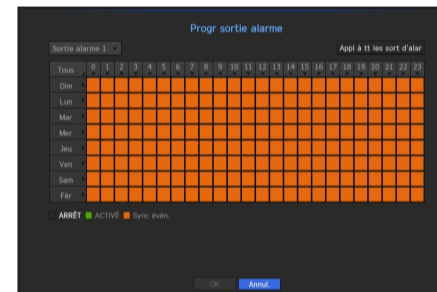 Progr sortie alarme
Sortie alarme 1 Appl à tt les sort d'alar
Tous 0 1 2 3 4 5 6 7 8 9 10 11 12 13 14 15 16 17 18 19 20 21 22 23
Dim
Lun
Mar
Mer
Jeu
Ven
Sam
Fér
ARRÊT ACTIVÉ Sync évén.
OK Annul.